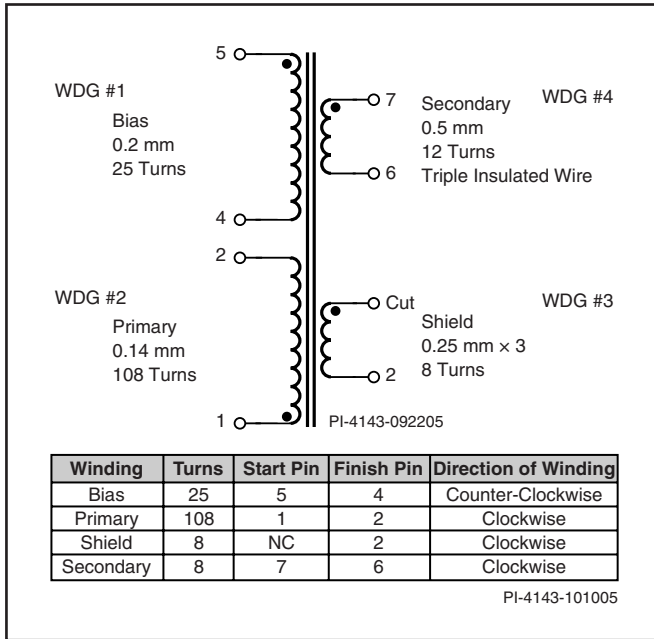 5
WDG #1
Bias
0.2 mm
25 Turns
4
7
Secondary
WDG #4
0.5 mm
12 Turns
6
Triple Insulated Wire
2
WDG #2
Primary
0.14 mm
108 Turns
1
Cut
WDG #3
Shield
0.25 mm × 3
8 Turns
2
PI-4143-092205
Winding Turns Start Pin Finish Pin Direction of Winding
Bias 25 5 4 Counter-Clockwise
Primary 108 1 2 Clockwise
Shield 8 NC 2 Clockwise
Secondary 8 7 6 Clockwise
PI-4143-101005